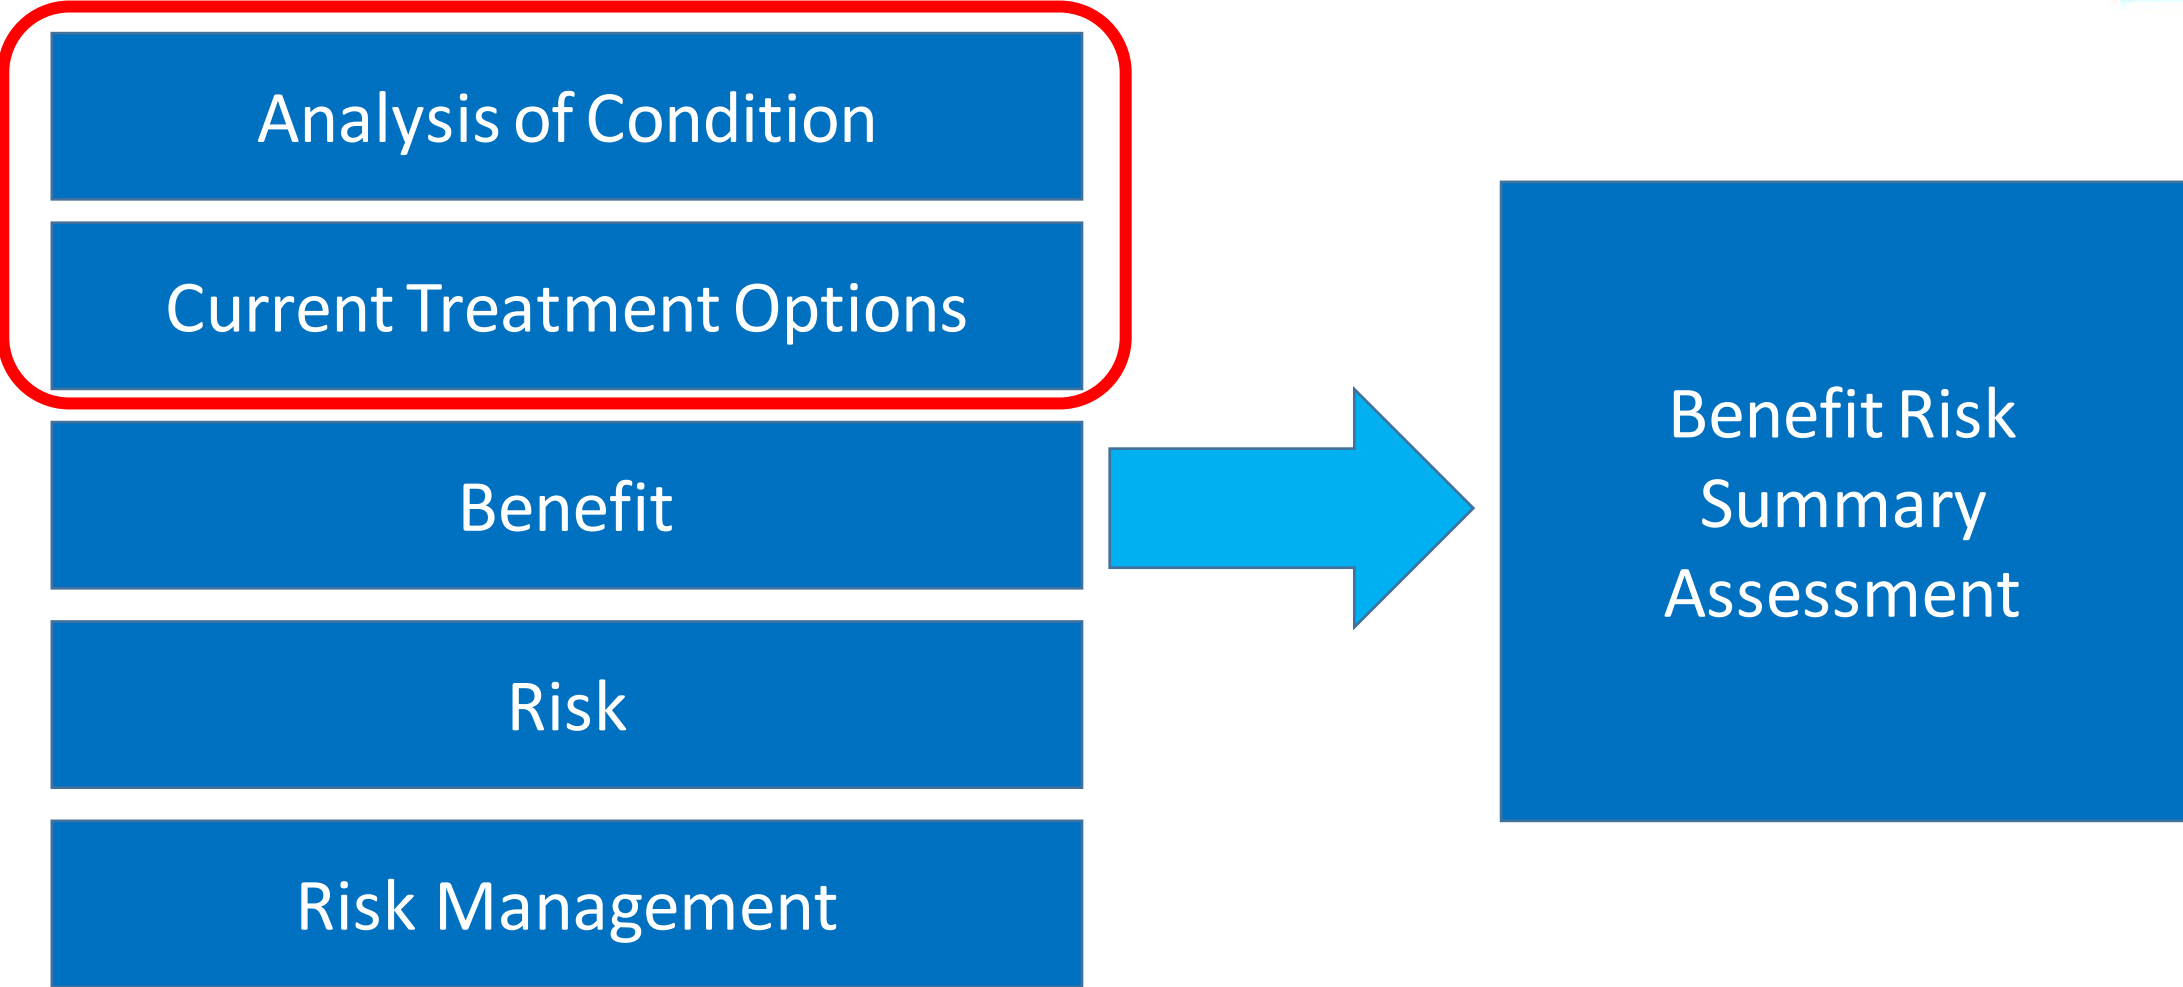 Analysis of Condition
Current Treatment Options
Benefit
Risk
Risk Management
Benefit Risk
Summary
Assessment